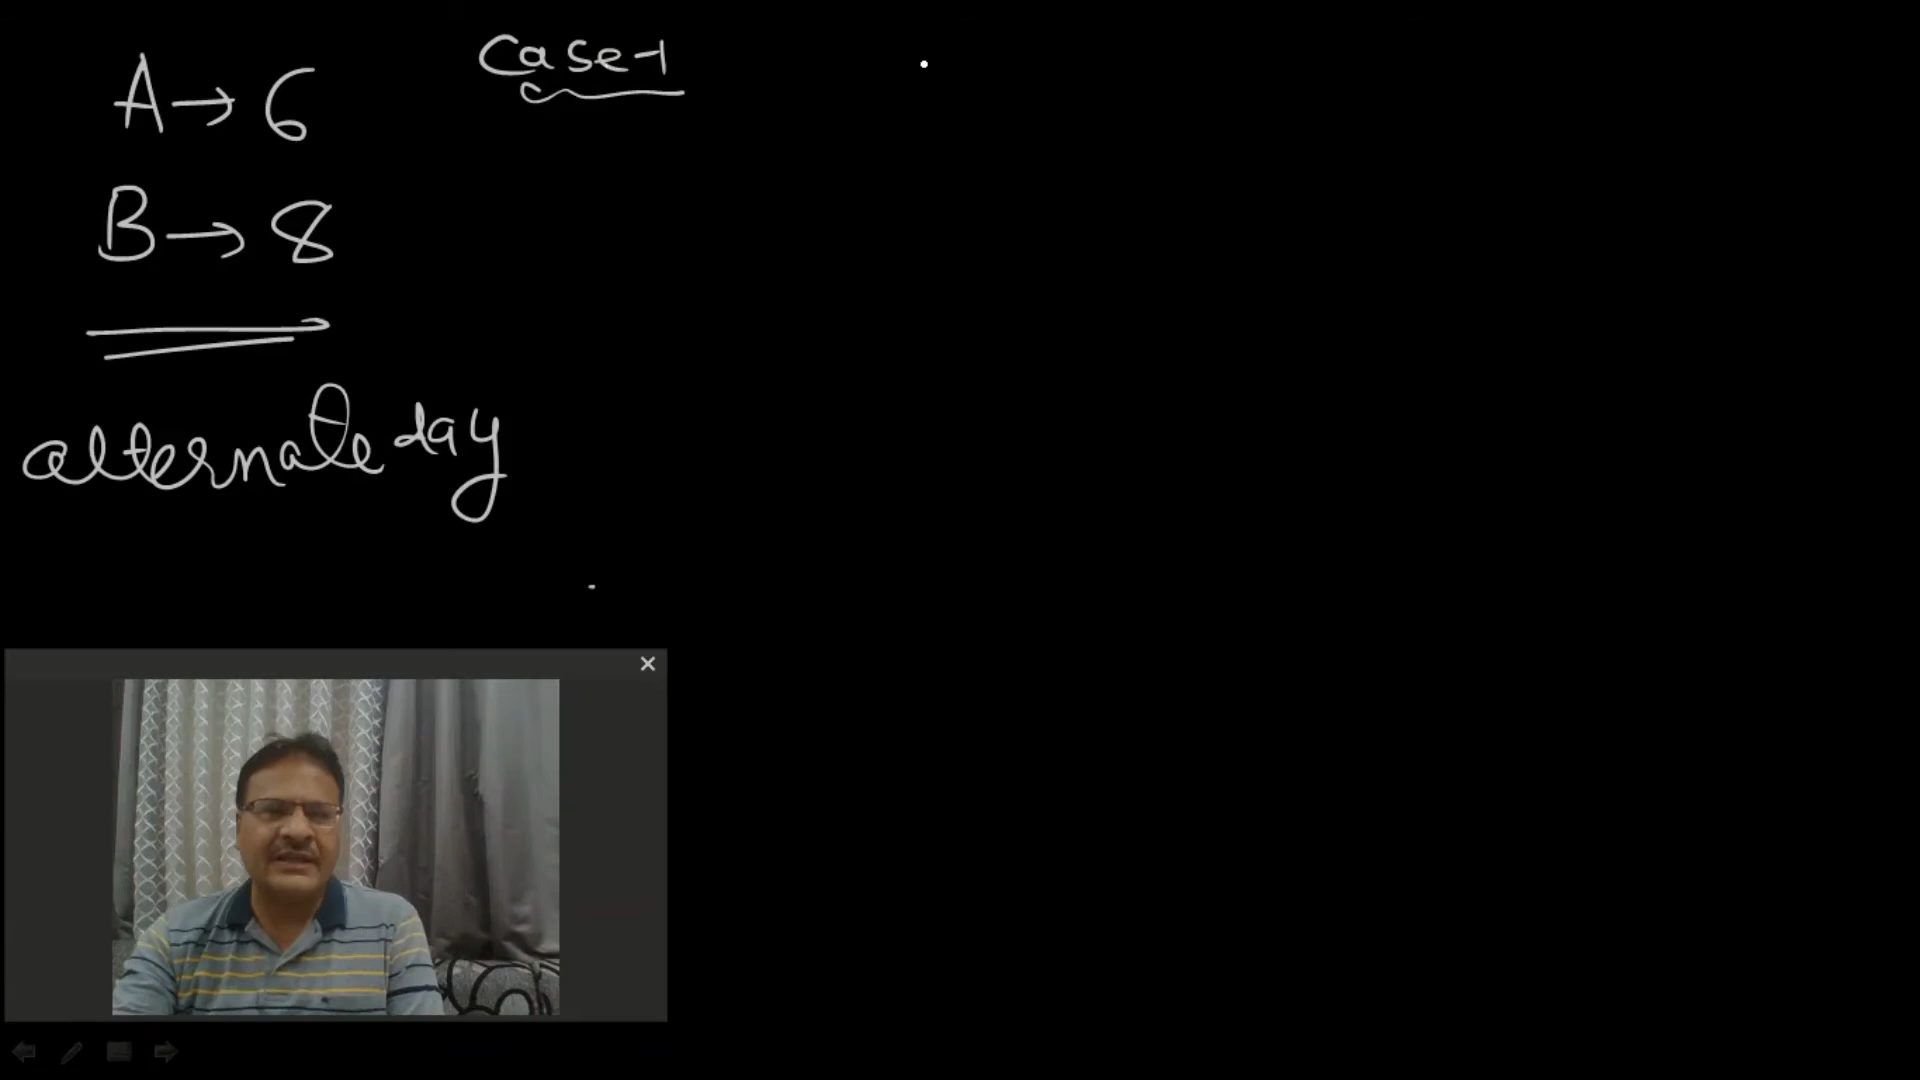 A → 6
B → 8
alternate day
Case-1